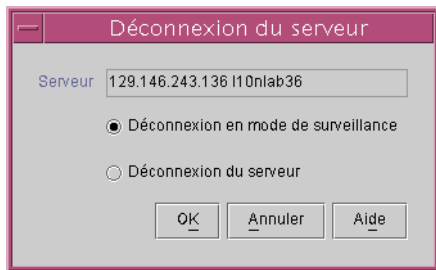 Déconnexion du serveur
Serveur 129.146.243.136 l10nlab36
Déconnexion en mode de surveillance
Déconnexion du serveur
OK Annuler Aide